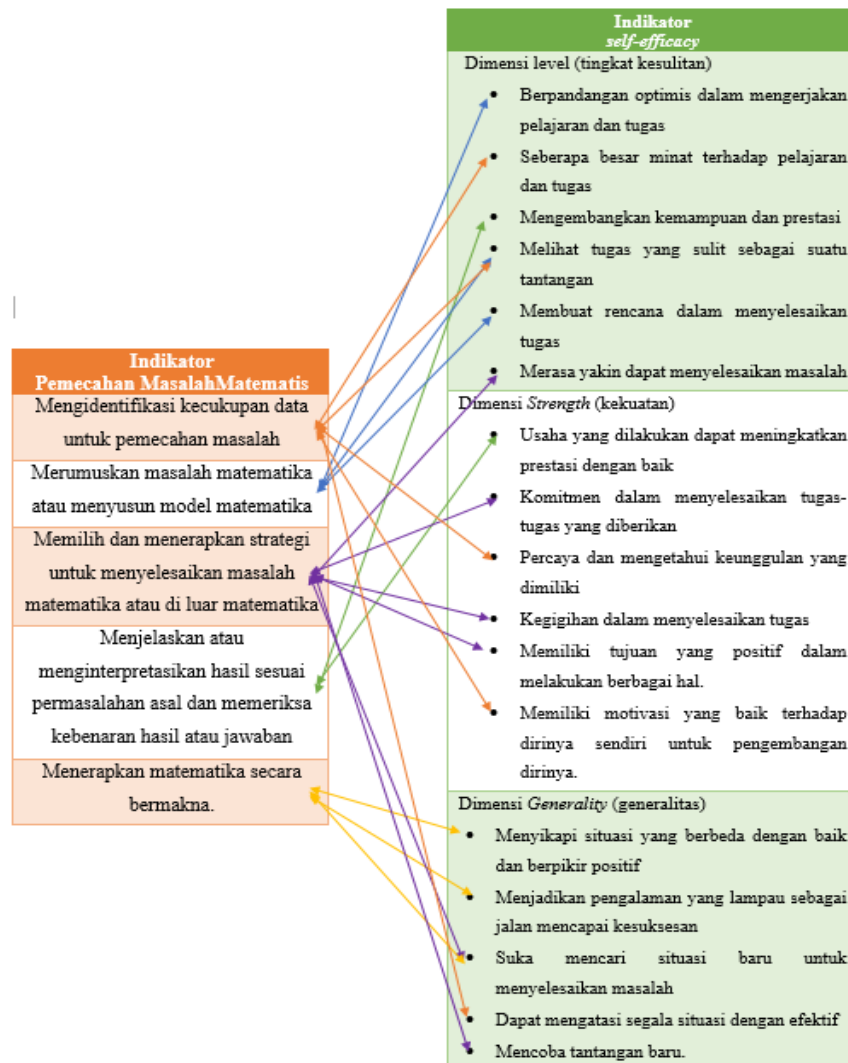 Indikator
self-efficacy
Dimensi level (tingkat kesulitan)
• Berpandangan optimis dalam mengerjakan
pelajaran dan tugas
• Seberapa besar minat terhadap pelajaran
dan tugas
• Mengembangkan kemampuan dan prestasi
• Melihat tugas yang sulit sebagai suatu
tantangan
• Membuat rencana dalam menyelesaikan
tugas
• Merasa yakin dapat menyelesaikan masalah
Dimensi Strength (kekuatan)
• Usaha yang dilakukan dapat meningkatkan
prestasi dengan baik
• Komitmen dalam menyelesaikan tugas-
tugas yang diberikan
• Percaya dan mengetahui keunggulan yang
dimiliki
• Kegigihan dalam menyelesaikan tugas
• Memiliki tujuan yang positif dalam
melakukan berbagai hal.
• Memiliki motivasi yang baik terhadap
dirinya sendiri untuk pengembangan
dirinya.
Dimensi Generality (generalitas)
• Menyikapi situasi yang berbeda dengan baik
dan berpikir positif
• Menjadikan pengalaman yang lampau sebagai
jalan mencapai kesuksesan
• Suka mencari situasi baru untuk
menyelesaikan masalah
• Dapat mengatasi segala situasi dengan efektif
• Mencoba tantangan baru.
Indikator
Pemecahan MasalahMatematis
Mengidentifikasi kecukupan data
untuk pemecahan masalah
Merumuskan masalah matematika
atau menyusun model matematika
Memilih dan menerapkan strategi
untuk menyelesaikan masalah
matematika atau di luar matematika
Menjelaskan atau
menginterpretasikan hasil sesuai
permasalahan asal dan memeriksa
kebenaran hasil atau jawaban
Menerapkan matematika secara
bermakna.